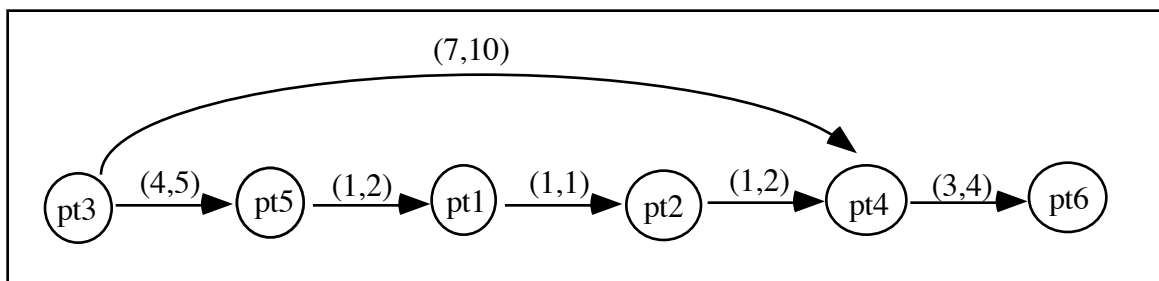 (7,10)
(4,5) (1,2) (1,1) (1,2) (3,4)
pt3 pt5 pt1 pt2 pt4 pt6